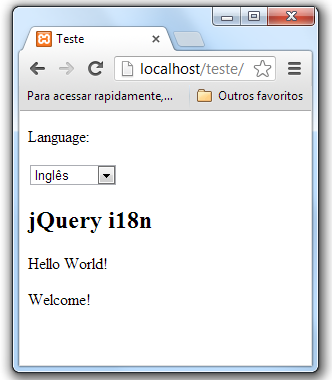 Teste
localhost/teste/
Para acessar rapidamente,... Outros favoritos
Language:
Inglês
jQuery i18n
Hello World!
Welcome!